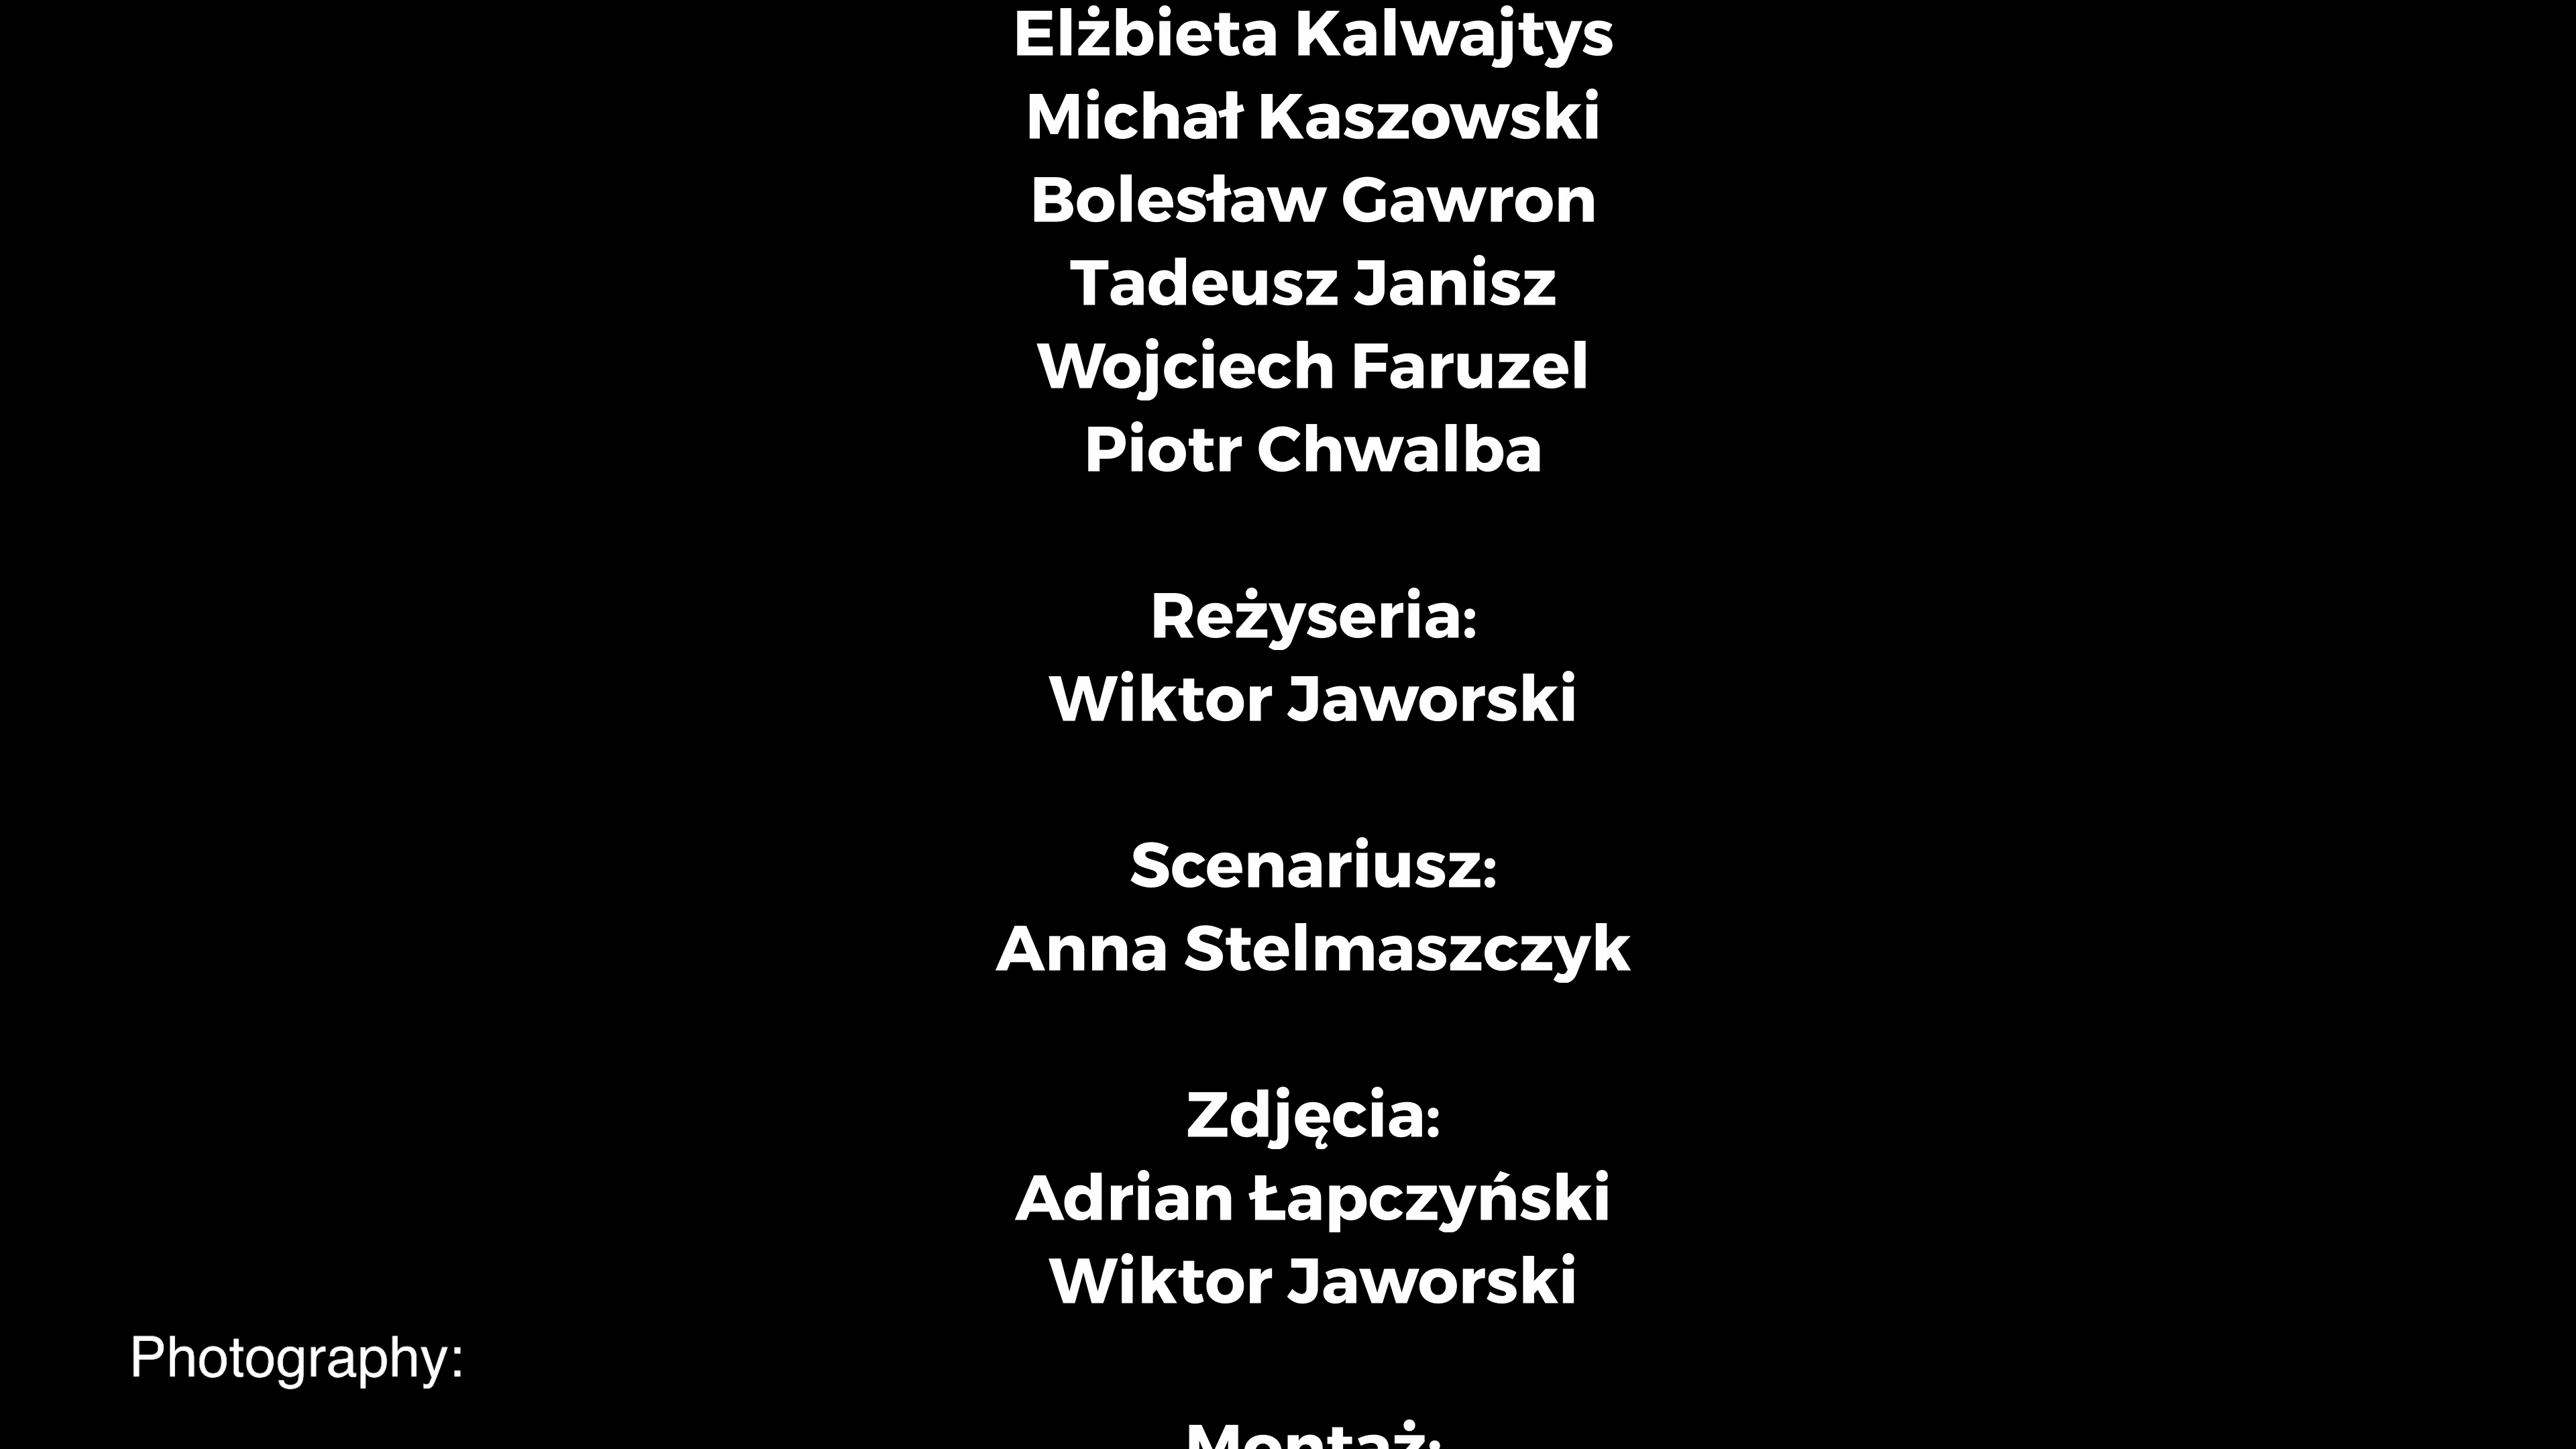 Elżbieta Kalwajtys
Michał Kaszowski
Bolesław Gawron
Tadeusz Janisz
Wojciech Faruzel
Piotr Chwalba
Reżyseria:
Wiktor Jaworski
Scenariusz:
Anna Stelmaszczyk
Zdjęcia:
Adrian Łapczyński
Wiktor Jaworski
Photography:
Montaż: